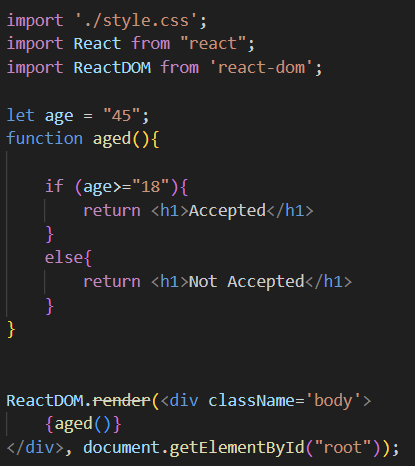 import './style.css';
import React from "react";
import ReactDOM from 'react-dom';
let age = "45";
function aged(){
if (age>="18"){
return <h1>Accepted</h1>
}
else{
return <h1>Not Accepted</h1>
}
}
ReactDOM.render(<div className='body'>
{aged()}
</div>, document.getElementById("root"));